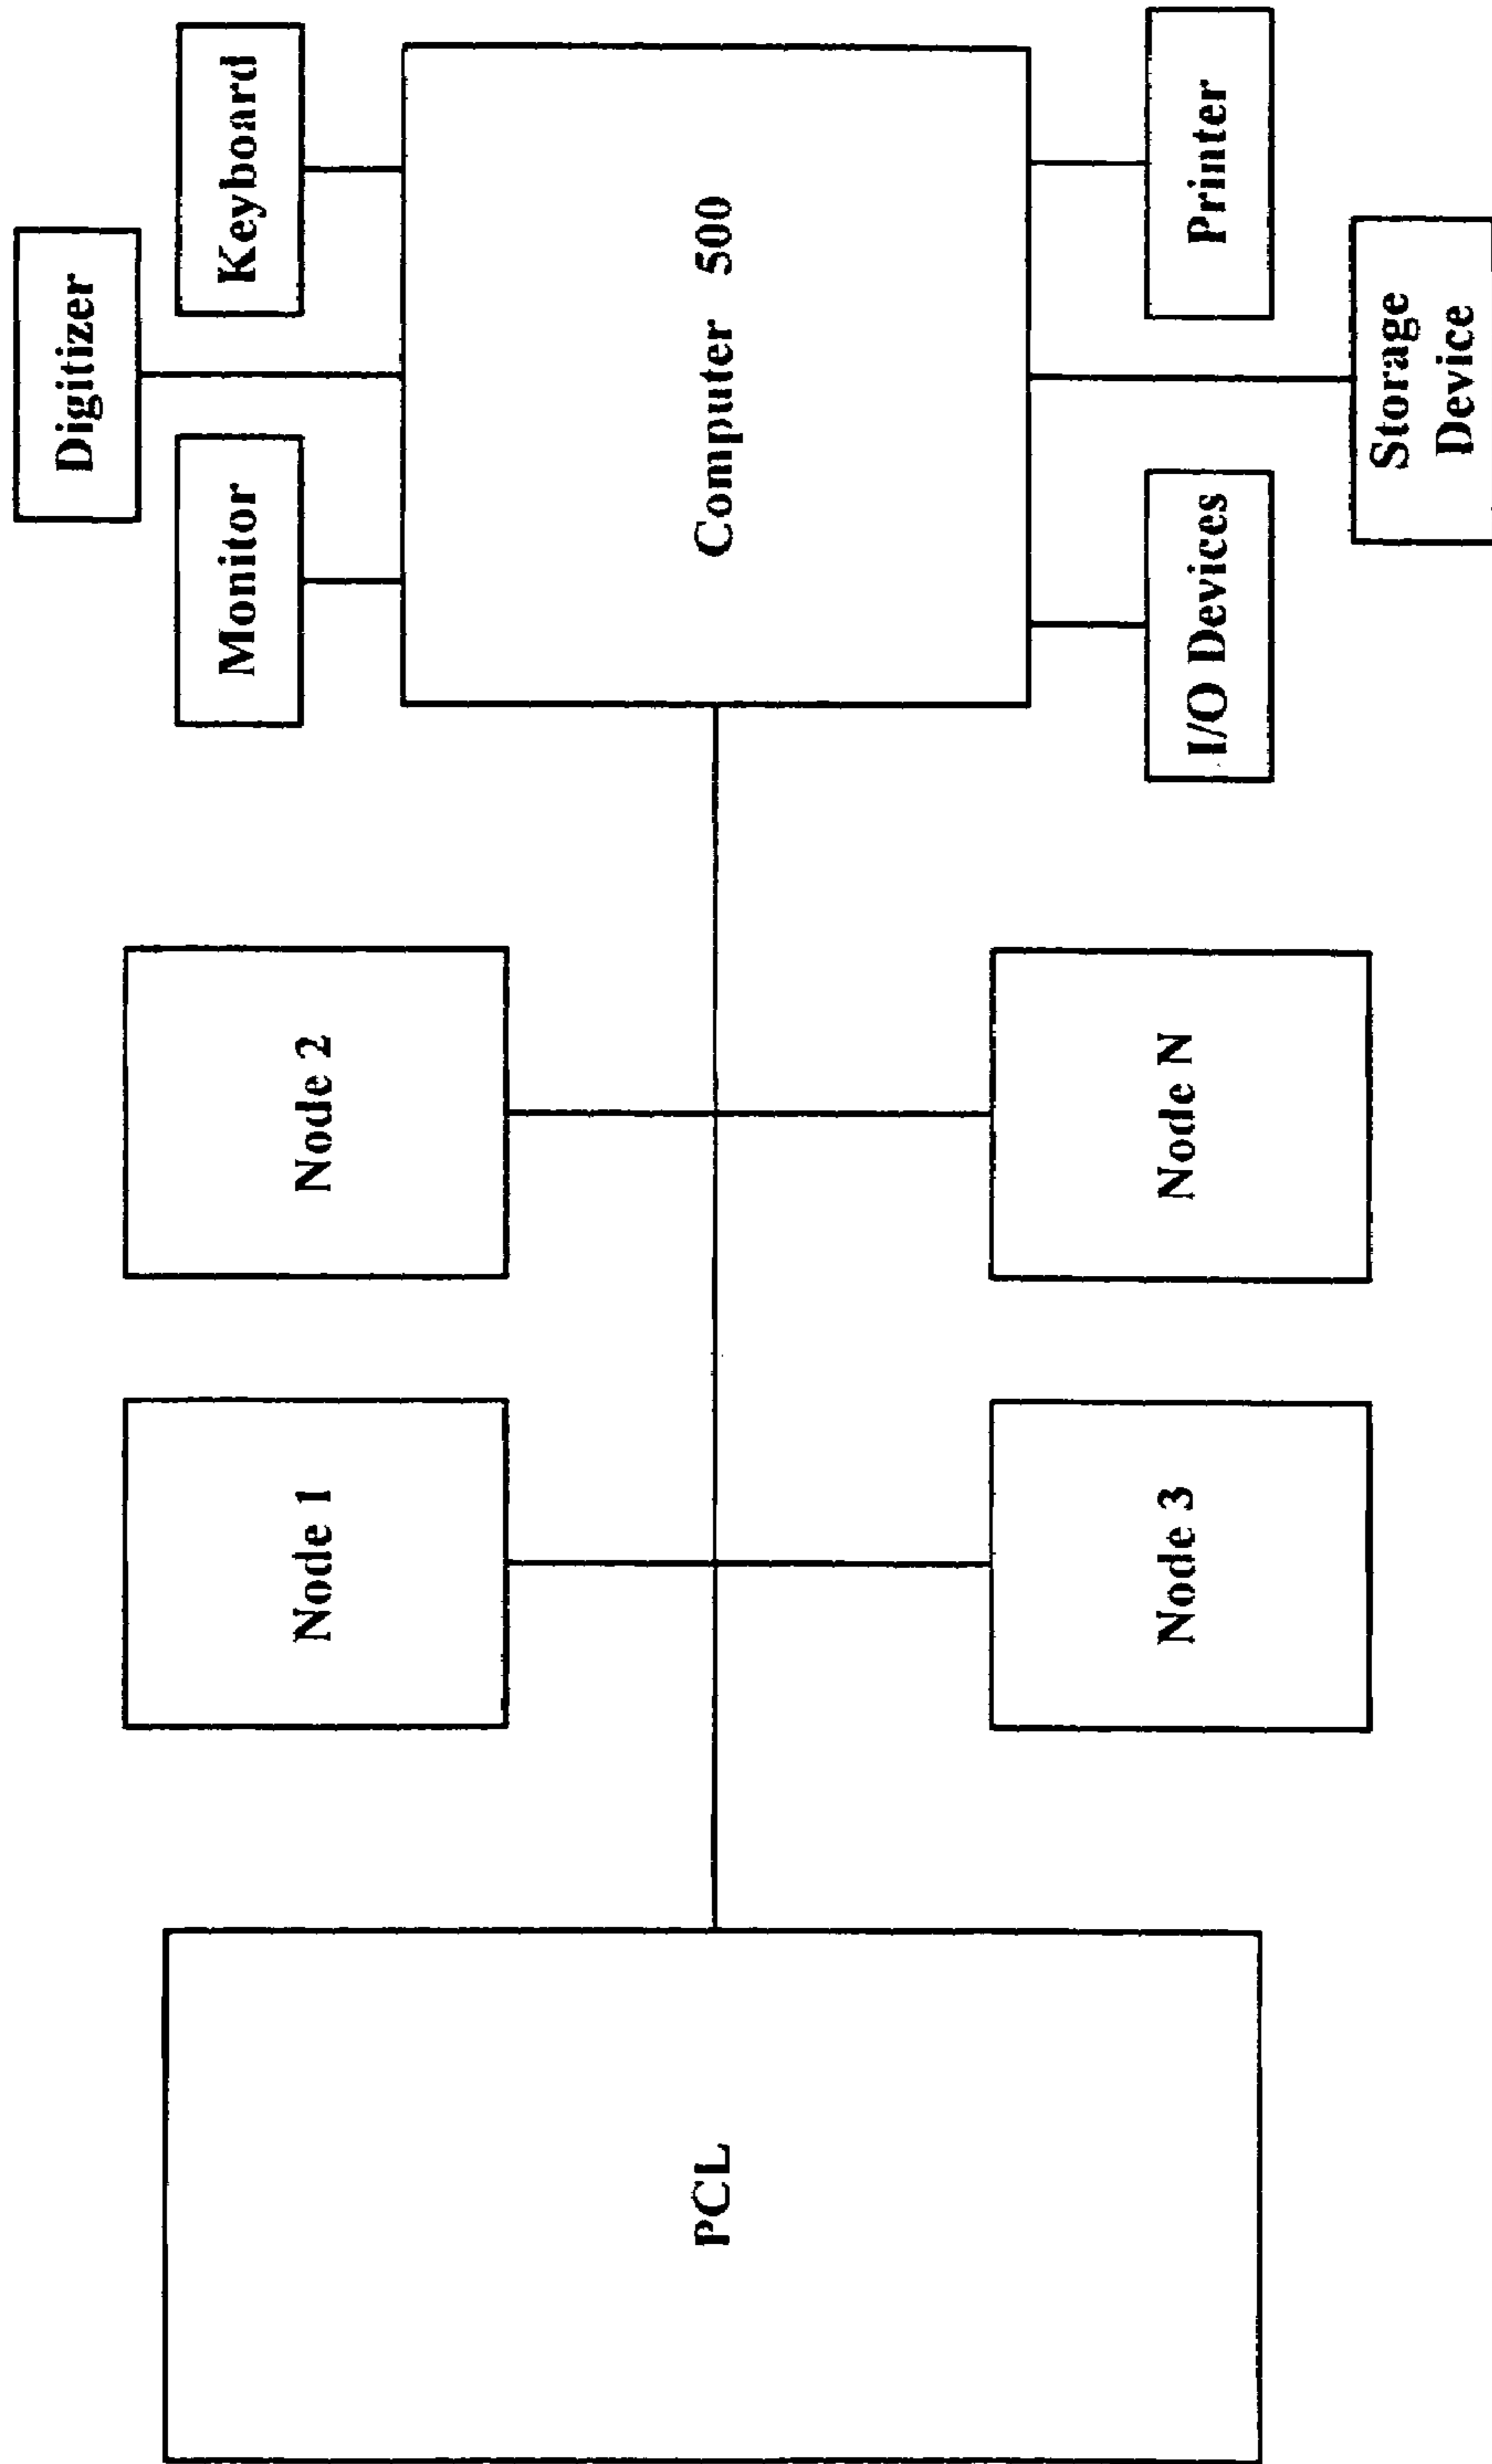 Digitizer
Monitor
Keyboard
Node 1
Node 2
PCL
Computer 500
Node 3
Node N
I/O Devices
Printer
Storage
Device